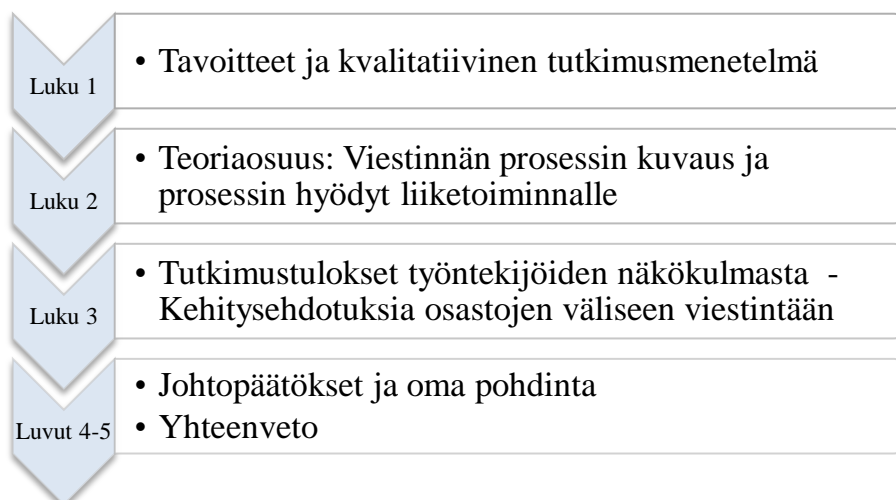 Luku 1
• Tavoitteet ja kvalitatiivinen tutkimusmenetelmä
Luku 2
• Teoriaosuus: Viestinnän prosessin kuvaus ja
prosessin hyödyt liiketoiminnalle
Luku 3
• Tutkimustulokset työntekijöiden näkökulmasta -
Kehitysehdotuksia osastojen väliseen viestintään
Luvut 4-5
• Johtopäätökset ja oma pohdinta
• Yhteenveto